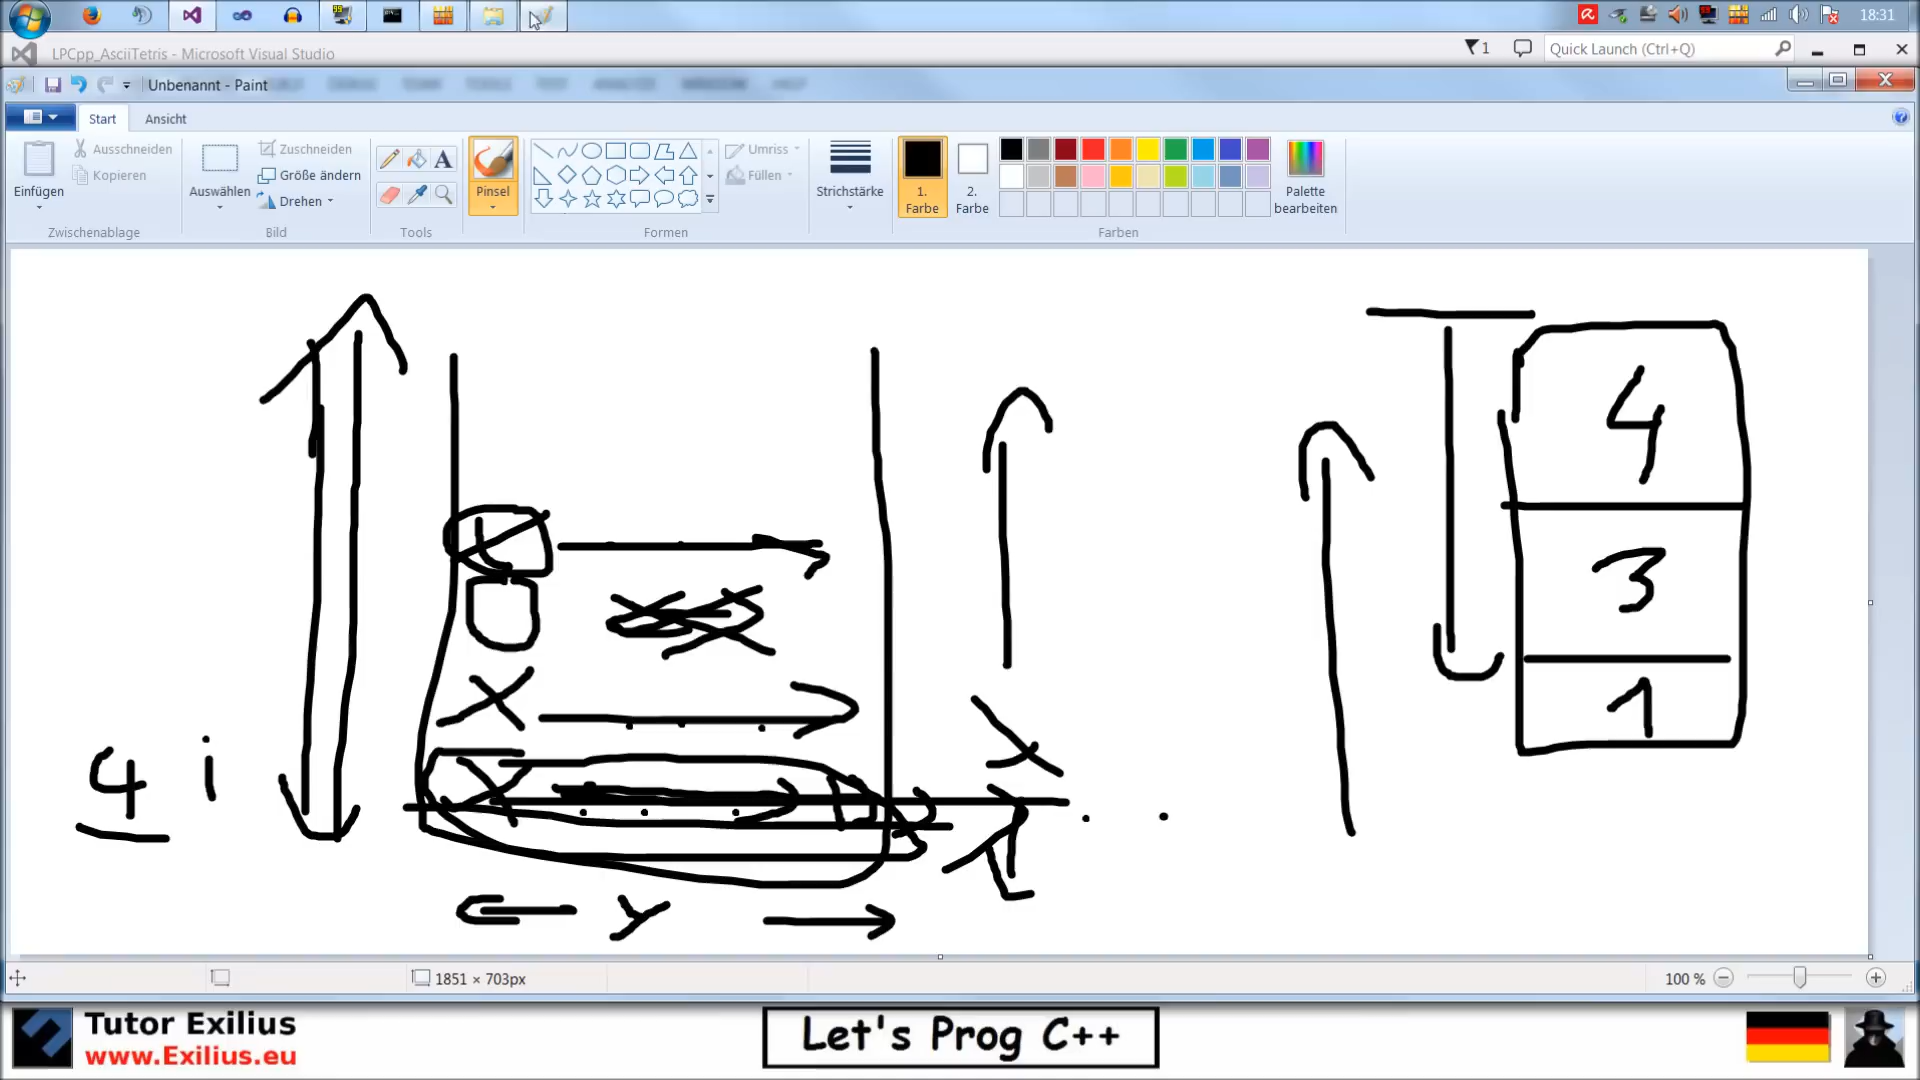 18:31
LPCpp_AsciiTetris - Microsoft Visual Studio
1
Quick Launch (Ctrl+Q)
Unbenannt - Paint
Start
Ansicht
Einfügen
Ausschneiden
Kopieren
Zwischenablage
Auswählen
Zuschneiden
Größe ändern
Drehen
Bild
A
Tools
Pinsel
Formen
Umriss
Füllen
Strichstärke
1.
Farbe
2.
Farbe
Palette
bearbeiten
Farben
4
3
1
4 i
y
1851 × 703px
100 %
Tutor Exilius
www.Exilius.eu
Let's Prog C++